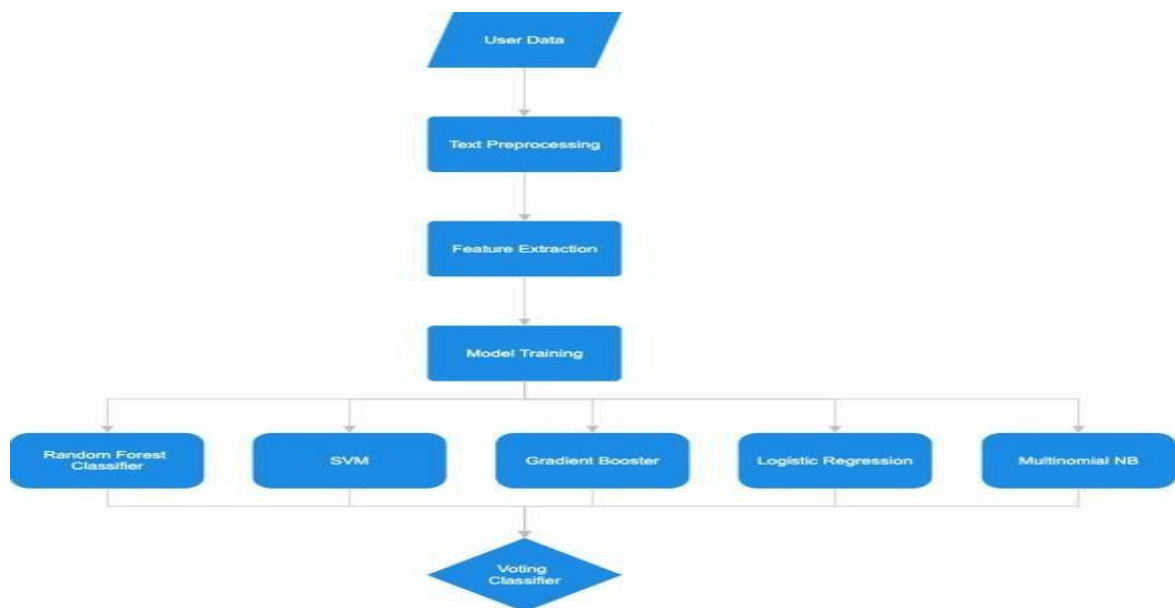 User Data
Text Preprocessing
Feature Extraction
Model Training
Random Forest
Classifier
SVM
Gradient Booster
Logistic Regression
Multinomial NB
Voting
Classifier